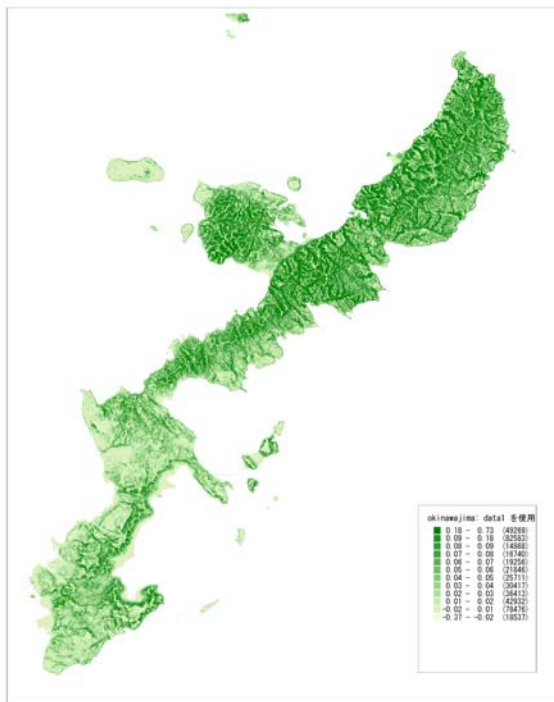 okinawajima: data1 を使用
0.18 - 0.73 (49269)
0.09 - 0.18 (82583)
0.08 - 0.09 (14868)
0.07 - 0.08 (16740)
0.06 - 0.07 (19256)
0.05 - 0.06 (21846)
0.04 - 0.05 (25711)
0.03 - 0.04 (30417)
0.02 - 0.03 (36413)
0.01 - 0.02 (42932)
-0.02 - 0.01 (78476)
-0.37 - -0.02 (18537)